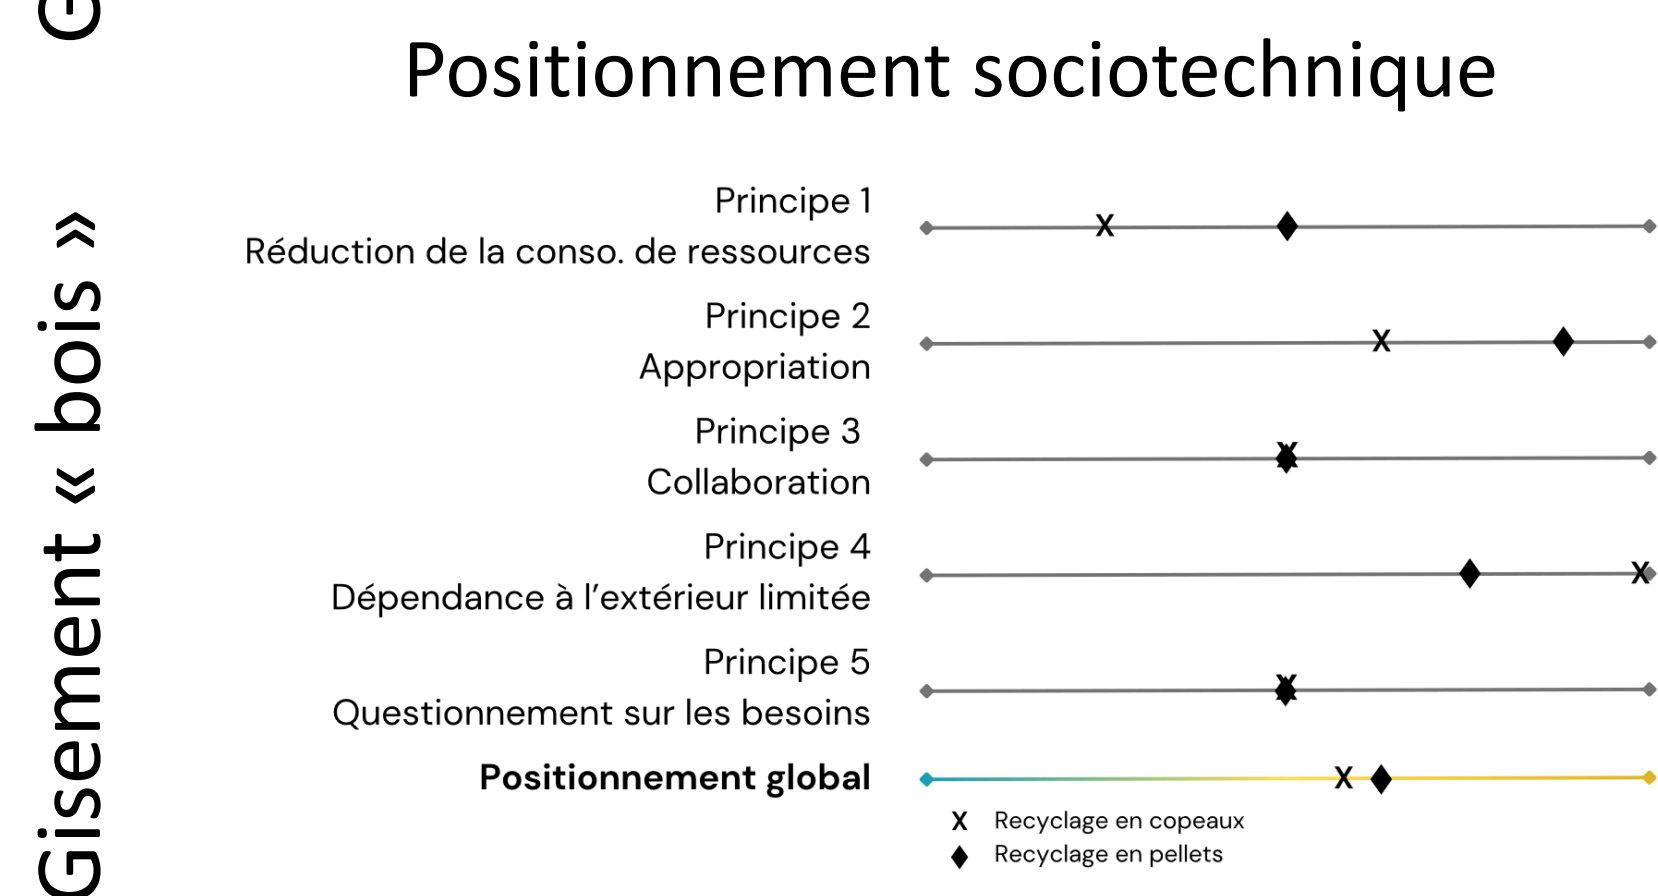 G
Positionnement sociotechnique
Gisement « bois »
Principe 1
Réduction de la conso. de ressources
X
Principe 2
Appropriation
X
Principe 3
Collaboration
X
Principe 4
Dépendance à l’extérieur limitée
X
Principe 5
Questionnement sur les besoins
X
Positionnement global
X
X Recyclage en copeaux
Recyclage en pellets